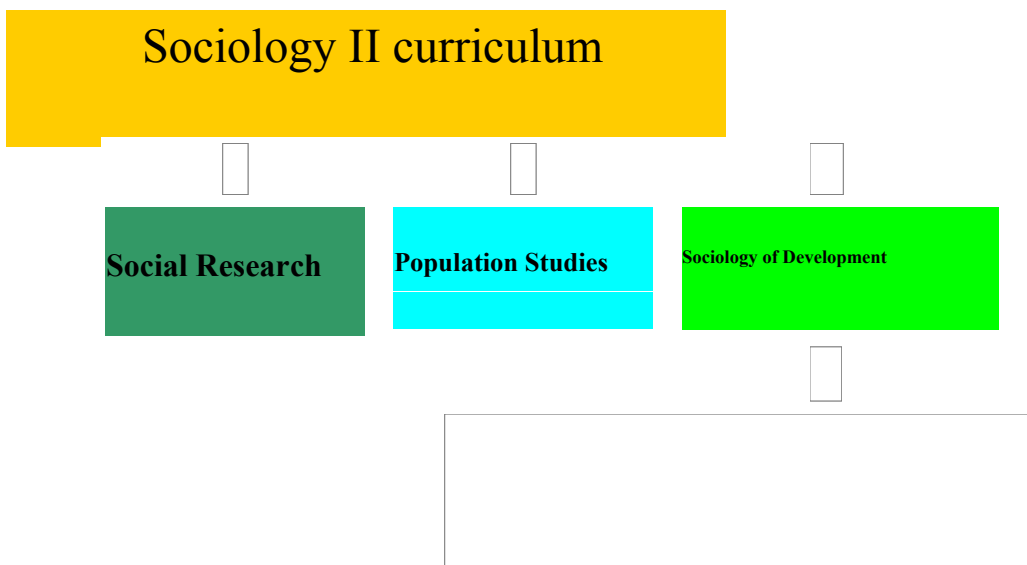 Sociology II curriculum
Social Research
Population Studies
Sociology of Development